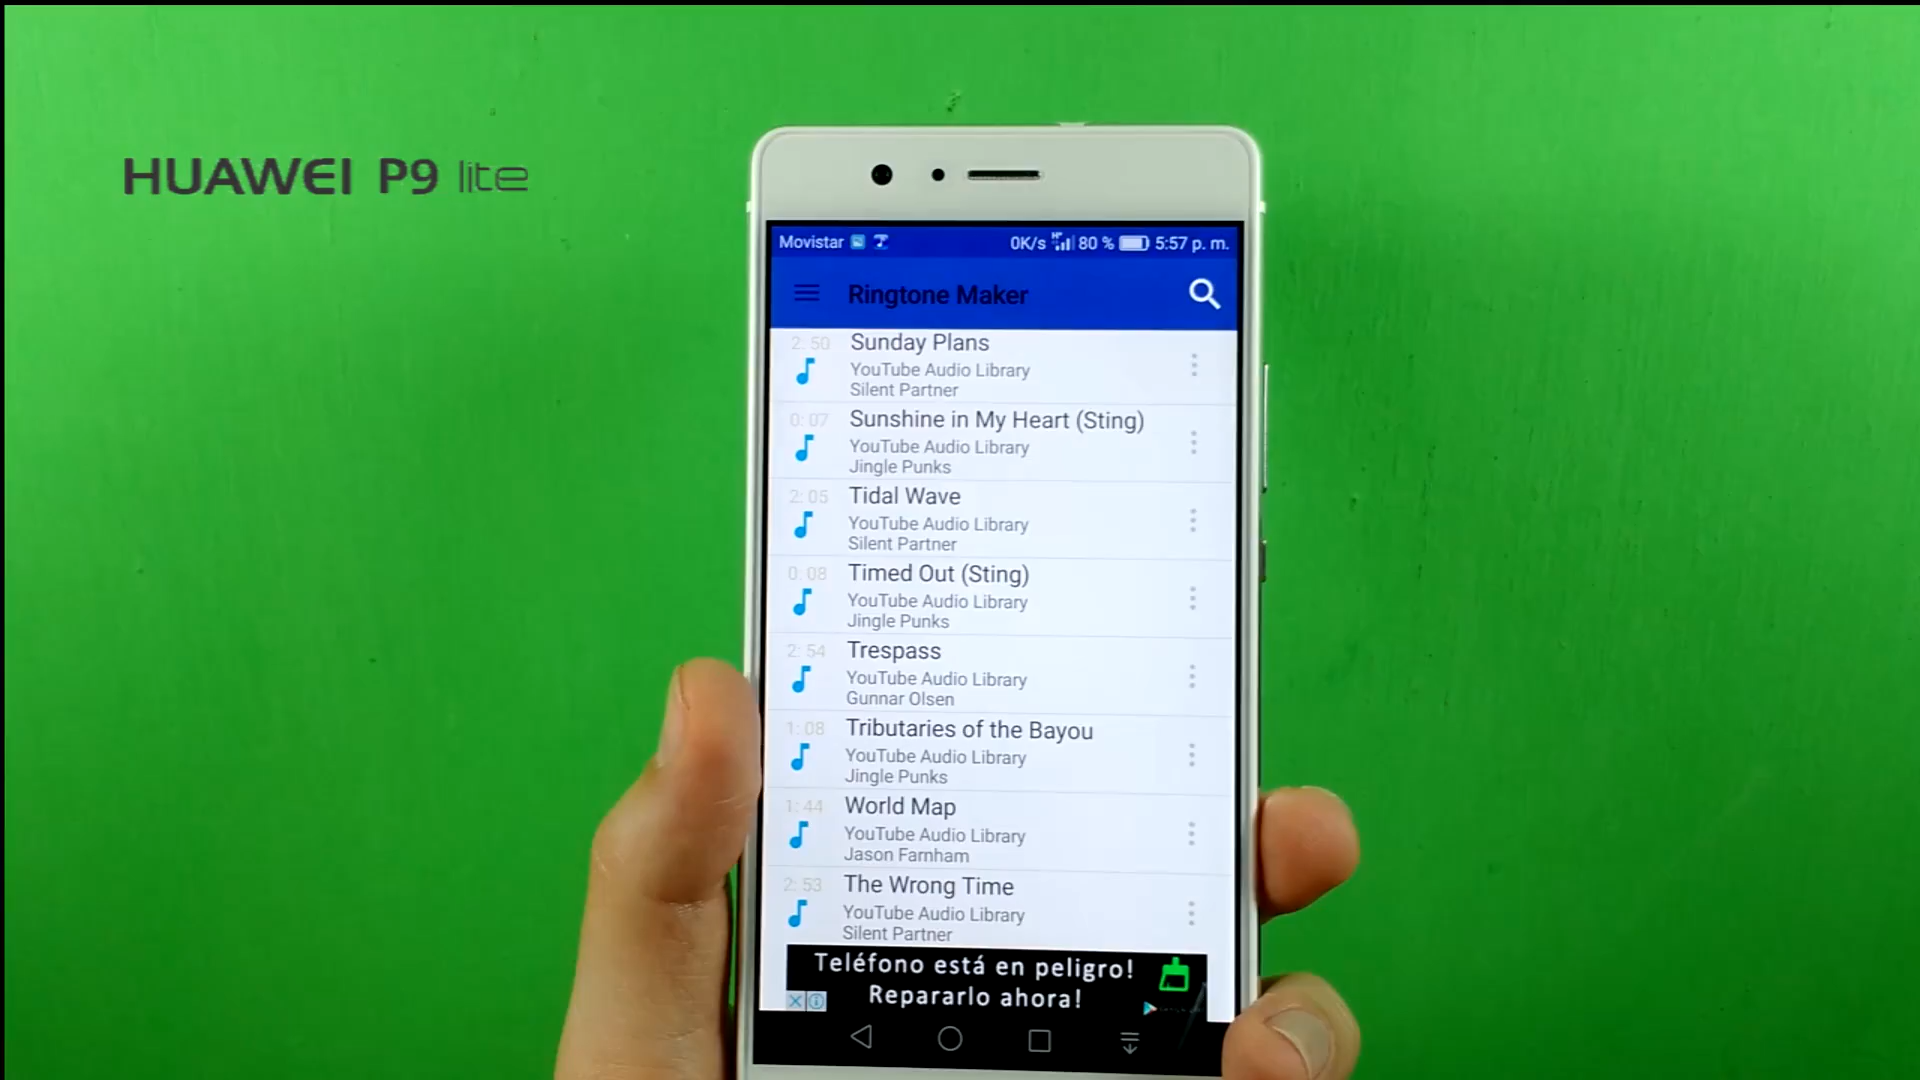 HUAWEI P9 lite
Movistar 0K/s 80 % 5:57 p. m.
Ringtone Maker
2:50 Sunday Plans
YouTube Audio Library
Silent Partner
0:07 Sunshine in My Heart (Sting)
YouTube Audio Library
Jingle Punks
2:05 Tidal Wave
YouTube Audio Library
Silent Partner
0:08 Timed Out (Sting)
YouTube Audio Library
Jingle Punks
2:54 Trespass
YouTube Audio Library
Gunnar Olsen
1:08 Tributaries of the Bayou
YouTube Audio Library
Jingle Punks
1:44 World Map
YouTube Audio Library
Jason Farnham
2:53 The Wrong Time
YouTube Audio Library
Silent Partner
Teléfono está en peligro!
Repararlo ahora!